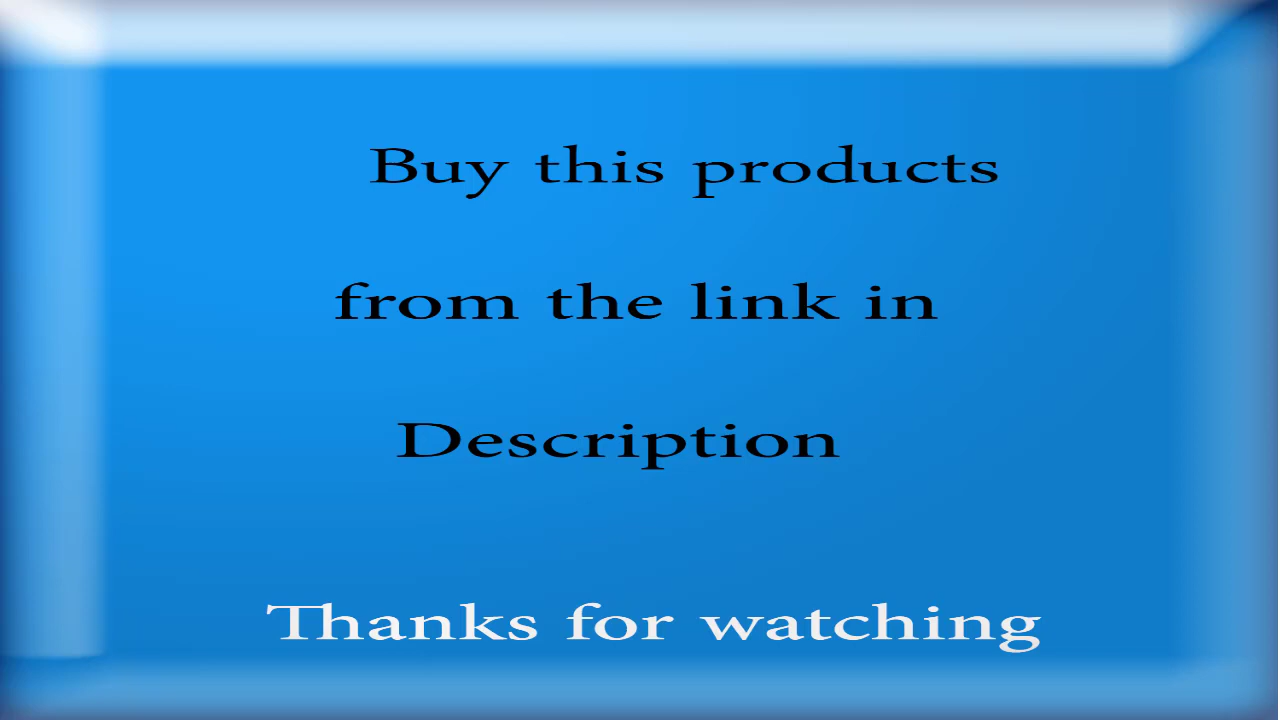 Buy this products
from the link in
Description
Thanks for watching